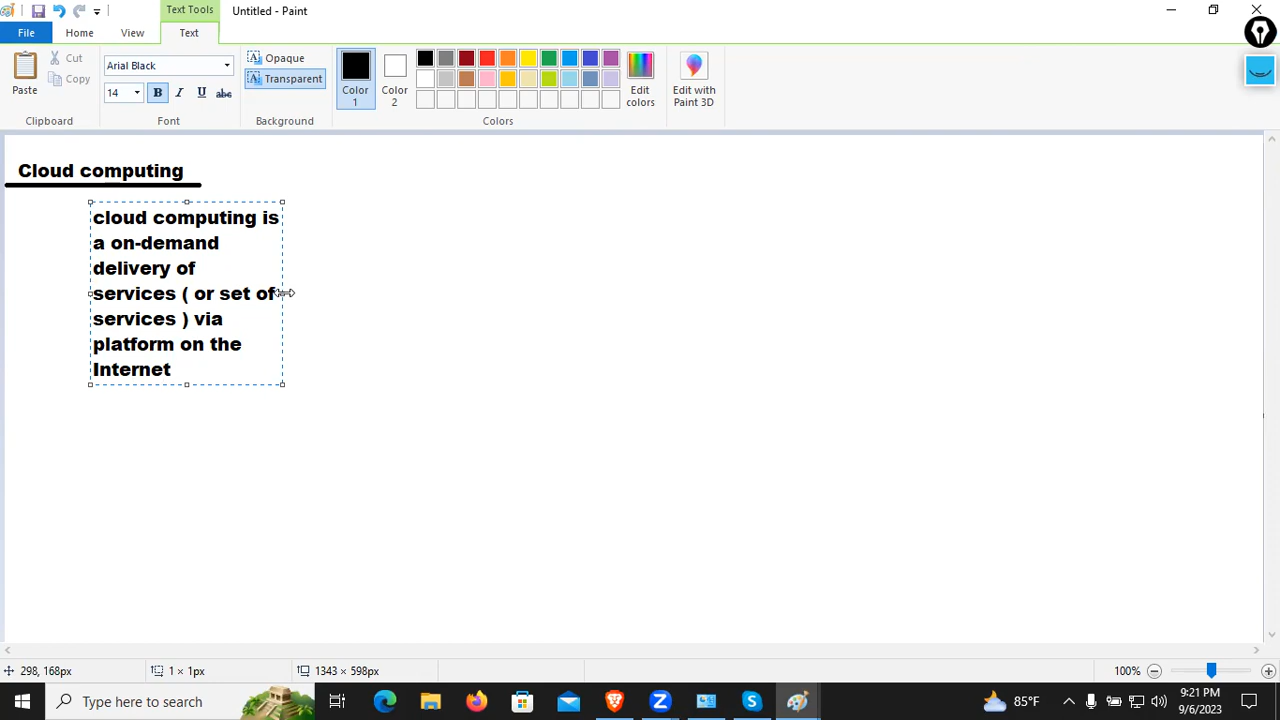 Text Tools
Untitled - Paint
File
Home
View
Text
Paste
Cut
Copy
Clipboard
Arial Black
14
B
I
U
abc
Font
Opaque
Transparent
Background
Color 1
Color 2
Edit colors
Colors
Edit with Paint 3D
Cloud computing
cloud computing is
a on-demand
delivery of
services ( or set of
services ) via
platform on the
Internet
298, 168px
1 × 1px
1343 × 598px
100%
Type here to search
85°F
9:21 PM
9/6/2023